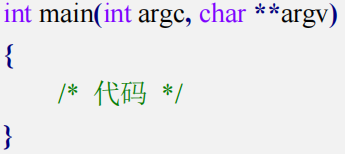 int main(int argc, char **argv)
{
/* 代码 */
}